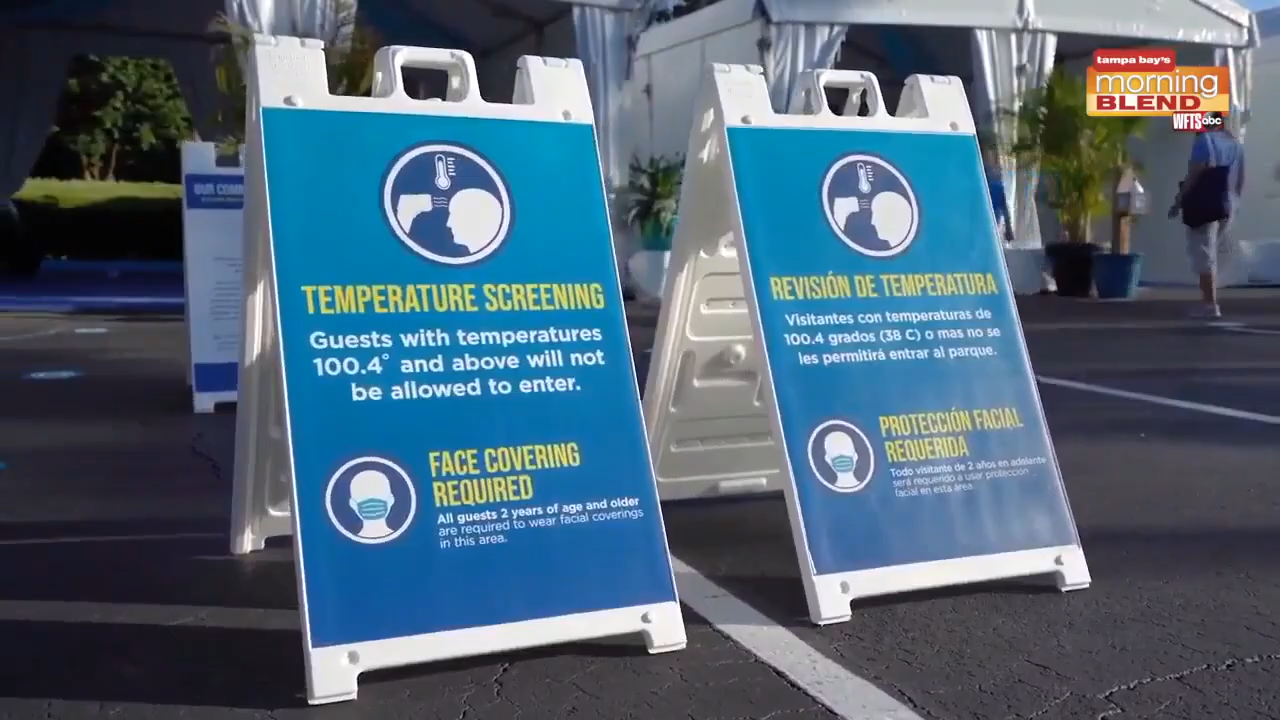 tampa bay's
morning
BLEND
WFTS abc
OUR COMM
TEMPERATURE SCREENING
Guests with temperatures
100.4° and above will not
be allowed to enter.
FACE COVERING
REQUIRED
All guests 2 years of age and older
are required to wear facial coverings
in this area.
REVISIÓN DE TEMPERATURA
Visitantes con temperaturas de
100.4 grados (38 C) o mas no se
les permitirá entrar al parque.
PROTECCIÓN FACIAL
REQUERIDA
Todo visitante de 2 años en adelante
será requerido a usar protección
facial en esta área.